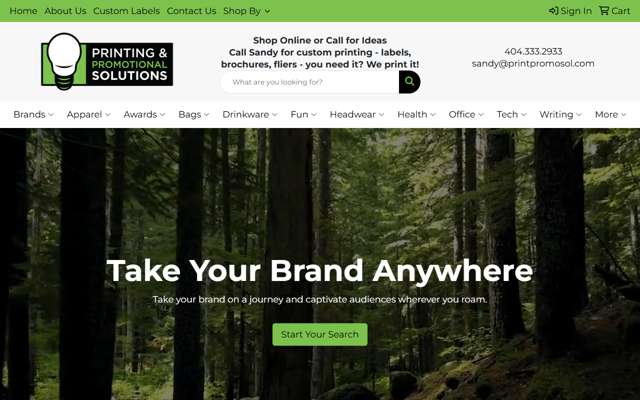 Home About Us Custom Labels Contact Us Shop By Sign In Cart
PRINTING &
PROMOTIONAL
SOLUTIONS
Shop Online or Call for Ideas
Call Sandy for custom printing - labels,
brochures, fliers - you need it? We print it!
What are you looking for?
404.333.2933
sandy@printpromosol.com
Brands Apparel Awards Bags Drinkware Fun Headwear Health Office Tech Writing More
Take Your Brand Anywhere
Take your brand on a journey and captivate audiences wherever you roam.
Start Your Search